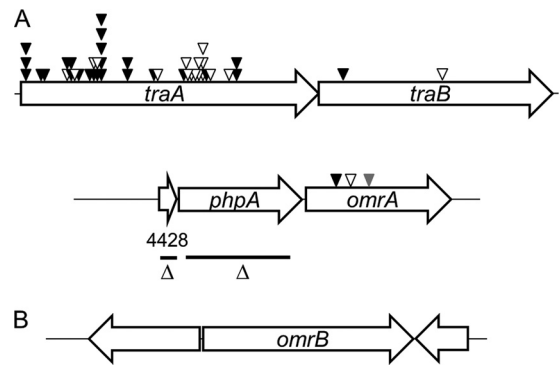 A
traA traB
phpA omrA
4428
Δ Δ
B
omrB